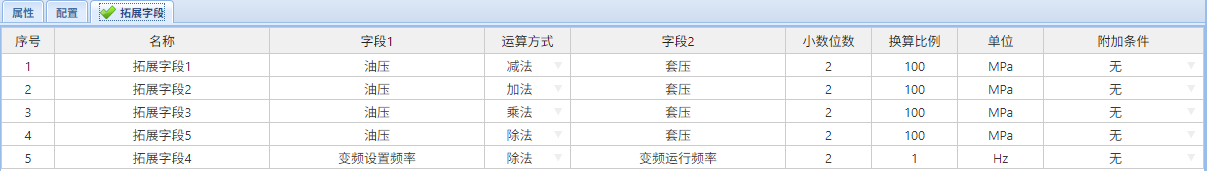 属性 配置 拓展字段
序号 名称 字段1 运算方式 字段2 小数位数 换算比例 单位 附加条件
1 拓展字段1 油压 减法 套压 2 100 MPa 无
2 拓展字段2 油压 加法 套压 2 100 MPa 无
3 拓展字段3 油压 乘法 套压 2 100 MPa 无
4 拓展字段5 油压 除法 套压 2 100 MPa 无
5 拓展字段4 变频设置频率 除法 变频运行频率 2 1 Hz 无